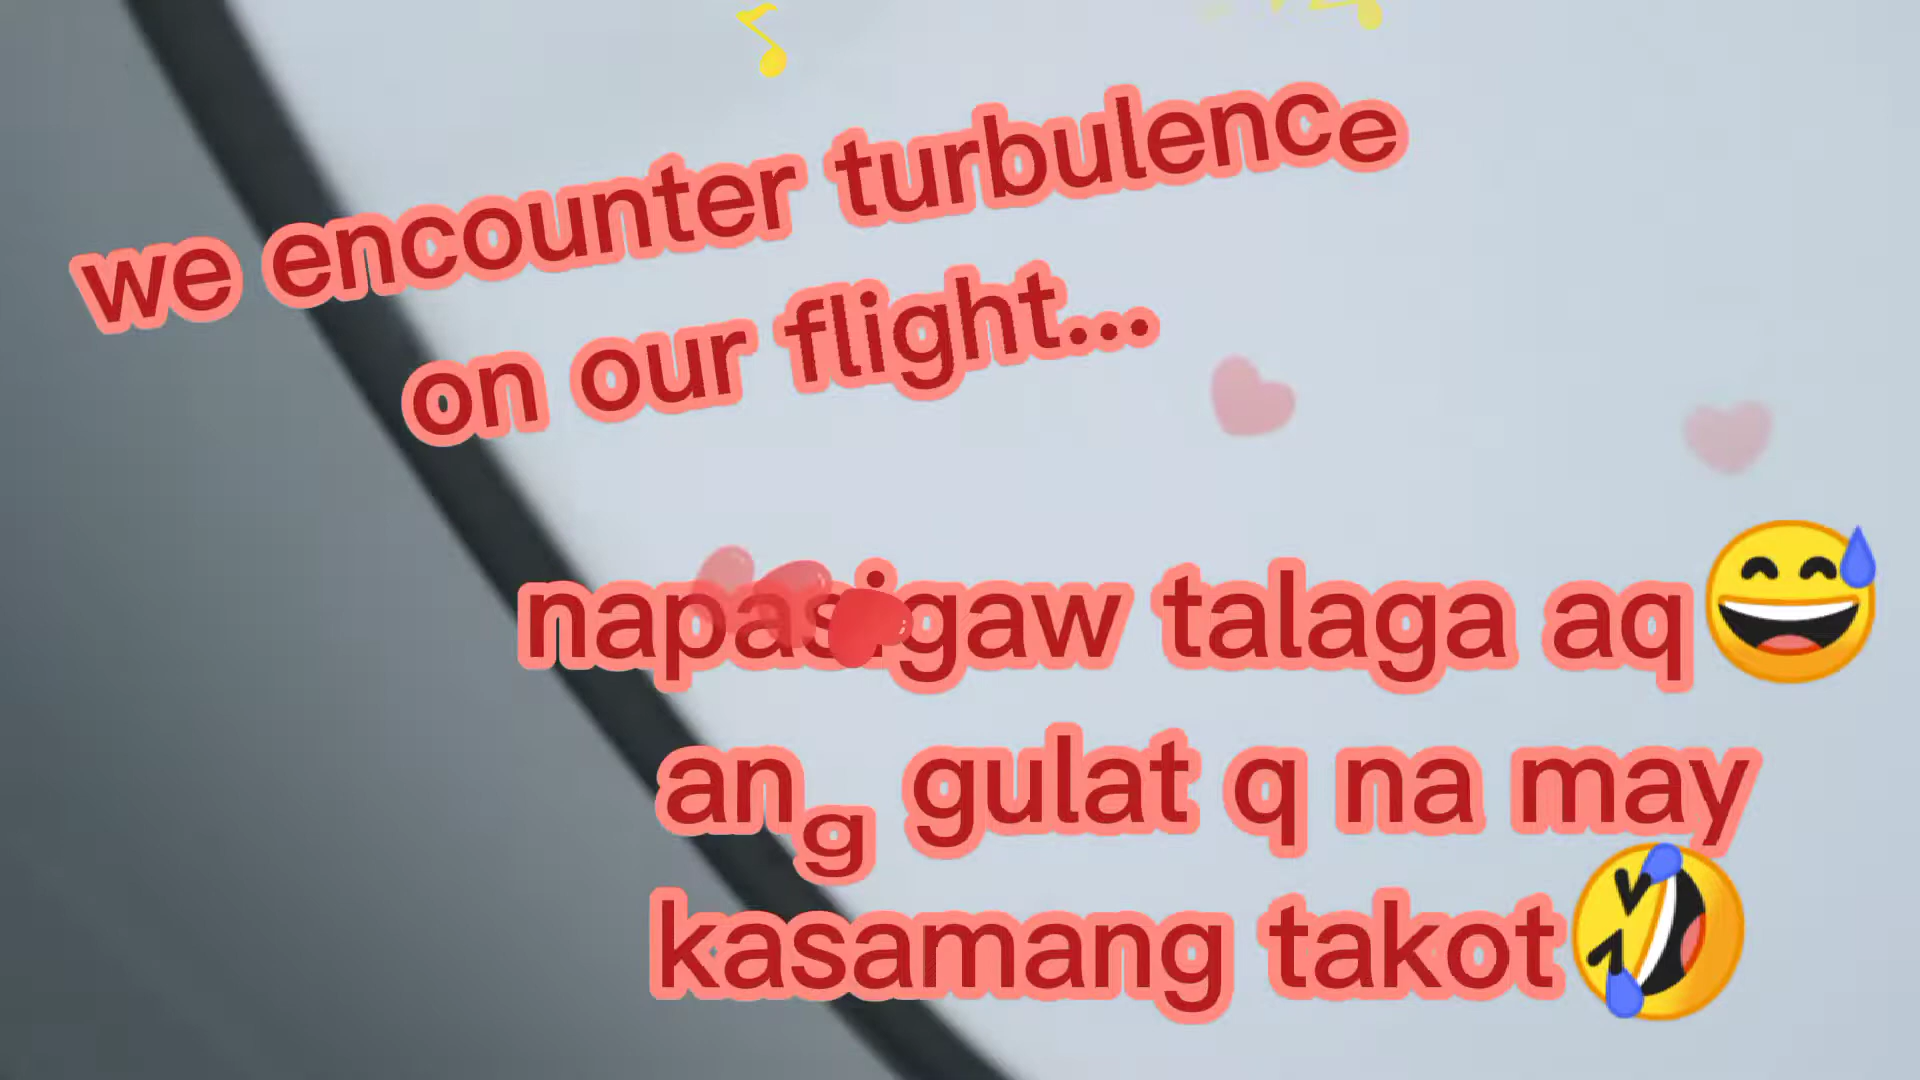 we encounter turbulence
on our flight...
napasigaw talaga aq😅
ang gulat q na may
kasamang takot🤣